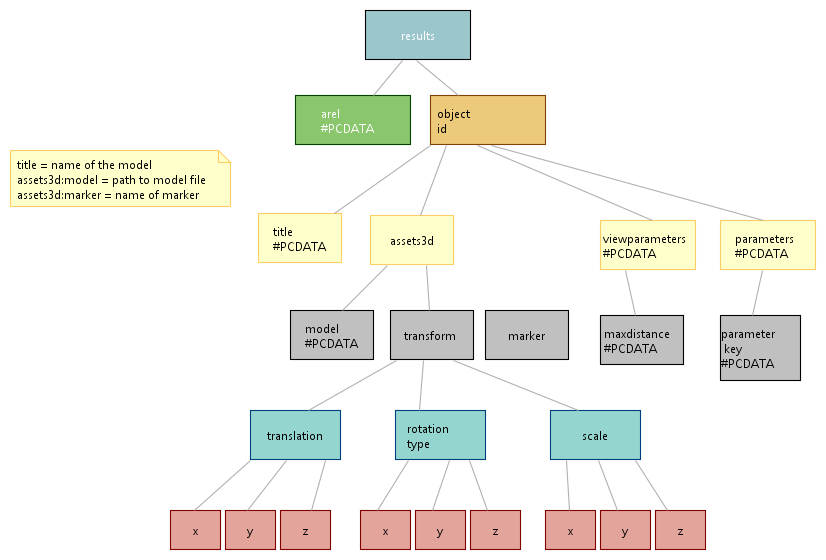 results
arel
#PCDATA
object
id
title = name of the model
assets3d:model = path to model file
assets3d:marker = name of marker
title
#PCDATA
assets3d
viewparameters
#PCDATA
parameters
#PCDATA
model
#PCDATA
transform
marker
maxdistance
#PCDATA
parameter
key
#PCDATA
translation
rotation
type
scale
x
y
z
x
y
z
x
y
z